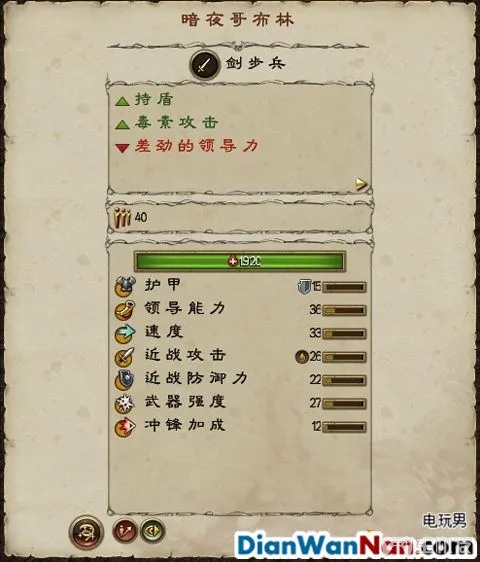 暗夜哥布林
剑步兵
持盾
毒素攻击
差劲的领导力
40
1920
护甲 15
领导能力 36
速度 33
近战攻击 26
近战防御力 22
武器强度 27
冲锋加成 12
电玩男
DianWanNan.com